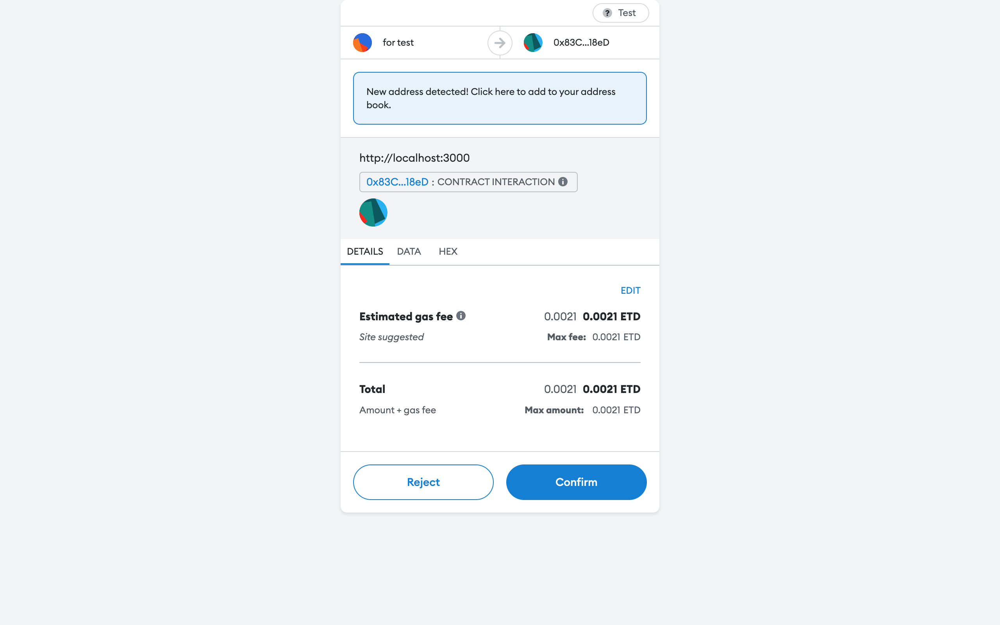 Test
for test
0x83C...18eD
New address detected! Click here to add to your address
book.
http://localhost:3000
0x83C...18eD : CONTRACT INTERACTION
DETAILS DATA HEX
EDIT
Estimated gas fee 0.0021 0.0021 ETD
Site suggested Max fee: 0.0021 ETD
Total 0.0021 0.0021 ETD
Amount + gas fee Max amount: 0.0021 ETD
Reject Confirm